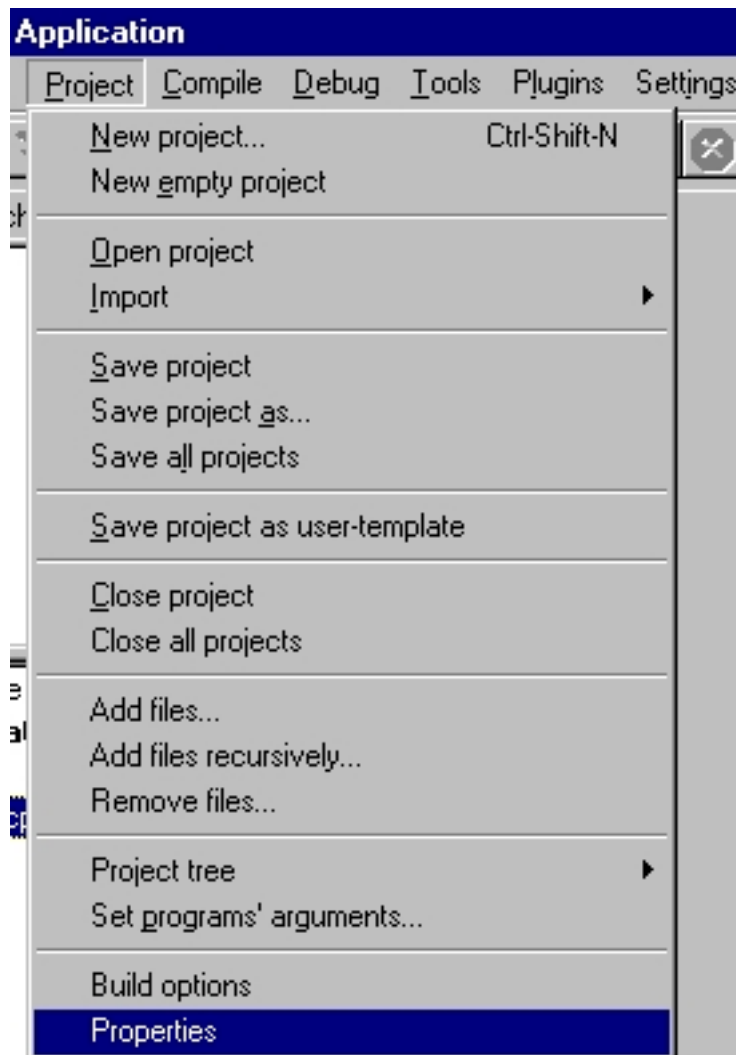 Application
Project Compile Debug Tools Plugins Settings
New project... Ctrl-Shift-N
New empty project
Open project
Import
Save project
Save project as...
Save all projects
Save project as user-template
Close project
Close all projects
Add files...
Add files recursively...
Remove files...
Project tree
Set programs' arguments...
Build options
Properties